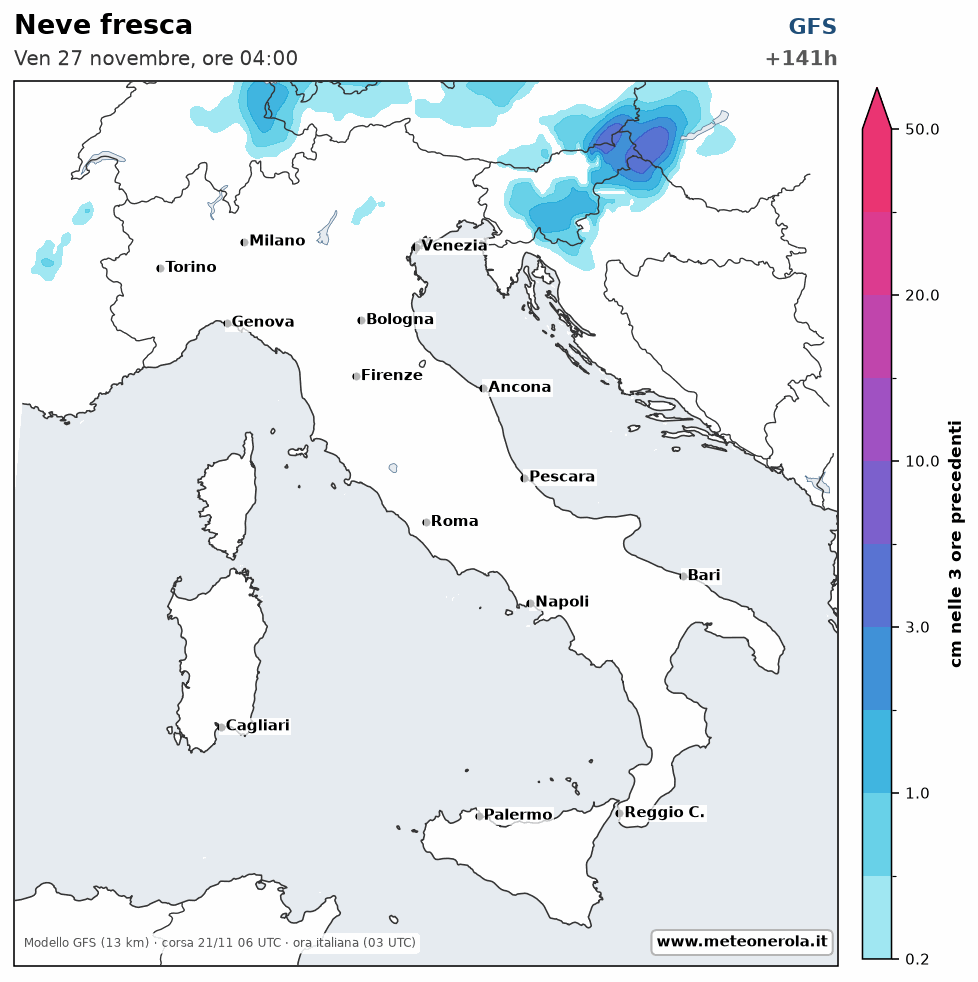 Neve fresca
GFS
Ven 27 novembre, ore 04:00
+141h
Milano
Venezia
Torino
Genova
Bologna
Firenze
Ancona
Pescara
Roma
Bari
Napoli
Cagliari
Palermo
Reggio C.
50.0
20.0
10.0
3.0
1.0
0.2
cm nelle 3 ore precedenti
Modello GFS (13 km) · corsa 21/11 06 UTC · ora italiana (03 UTC)
www.meteonerola.it